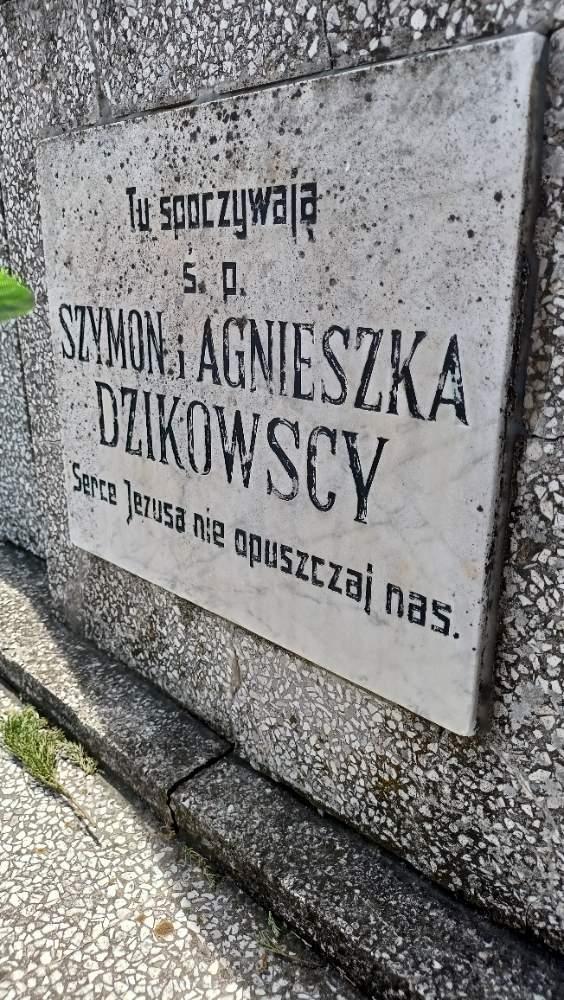 Tu spoczywają
ś. p.
SZYMON i AGNIESZKA
DZIKOWSCY
Serce Jezusa nie opuszczaj nas.